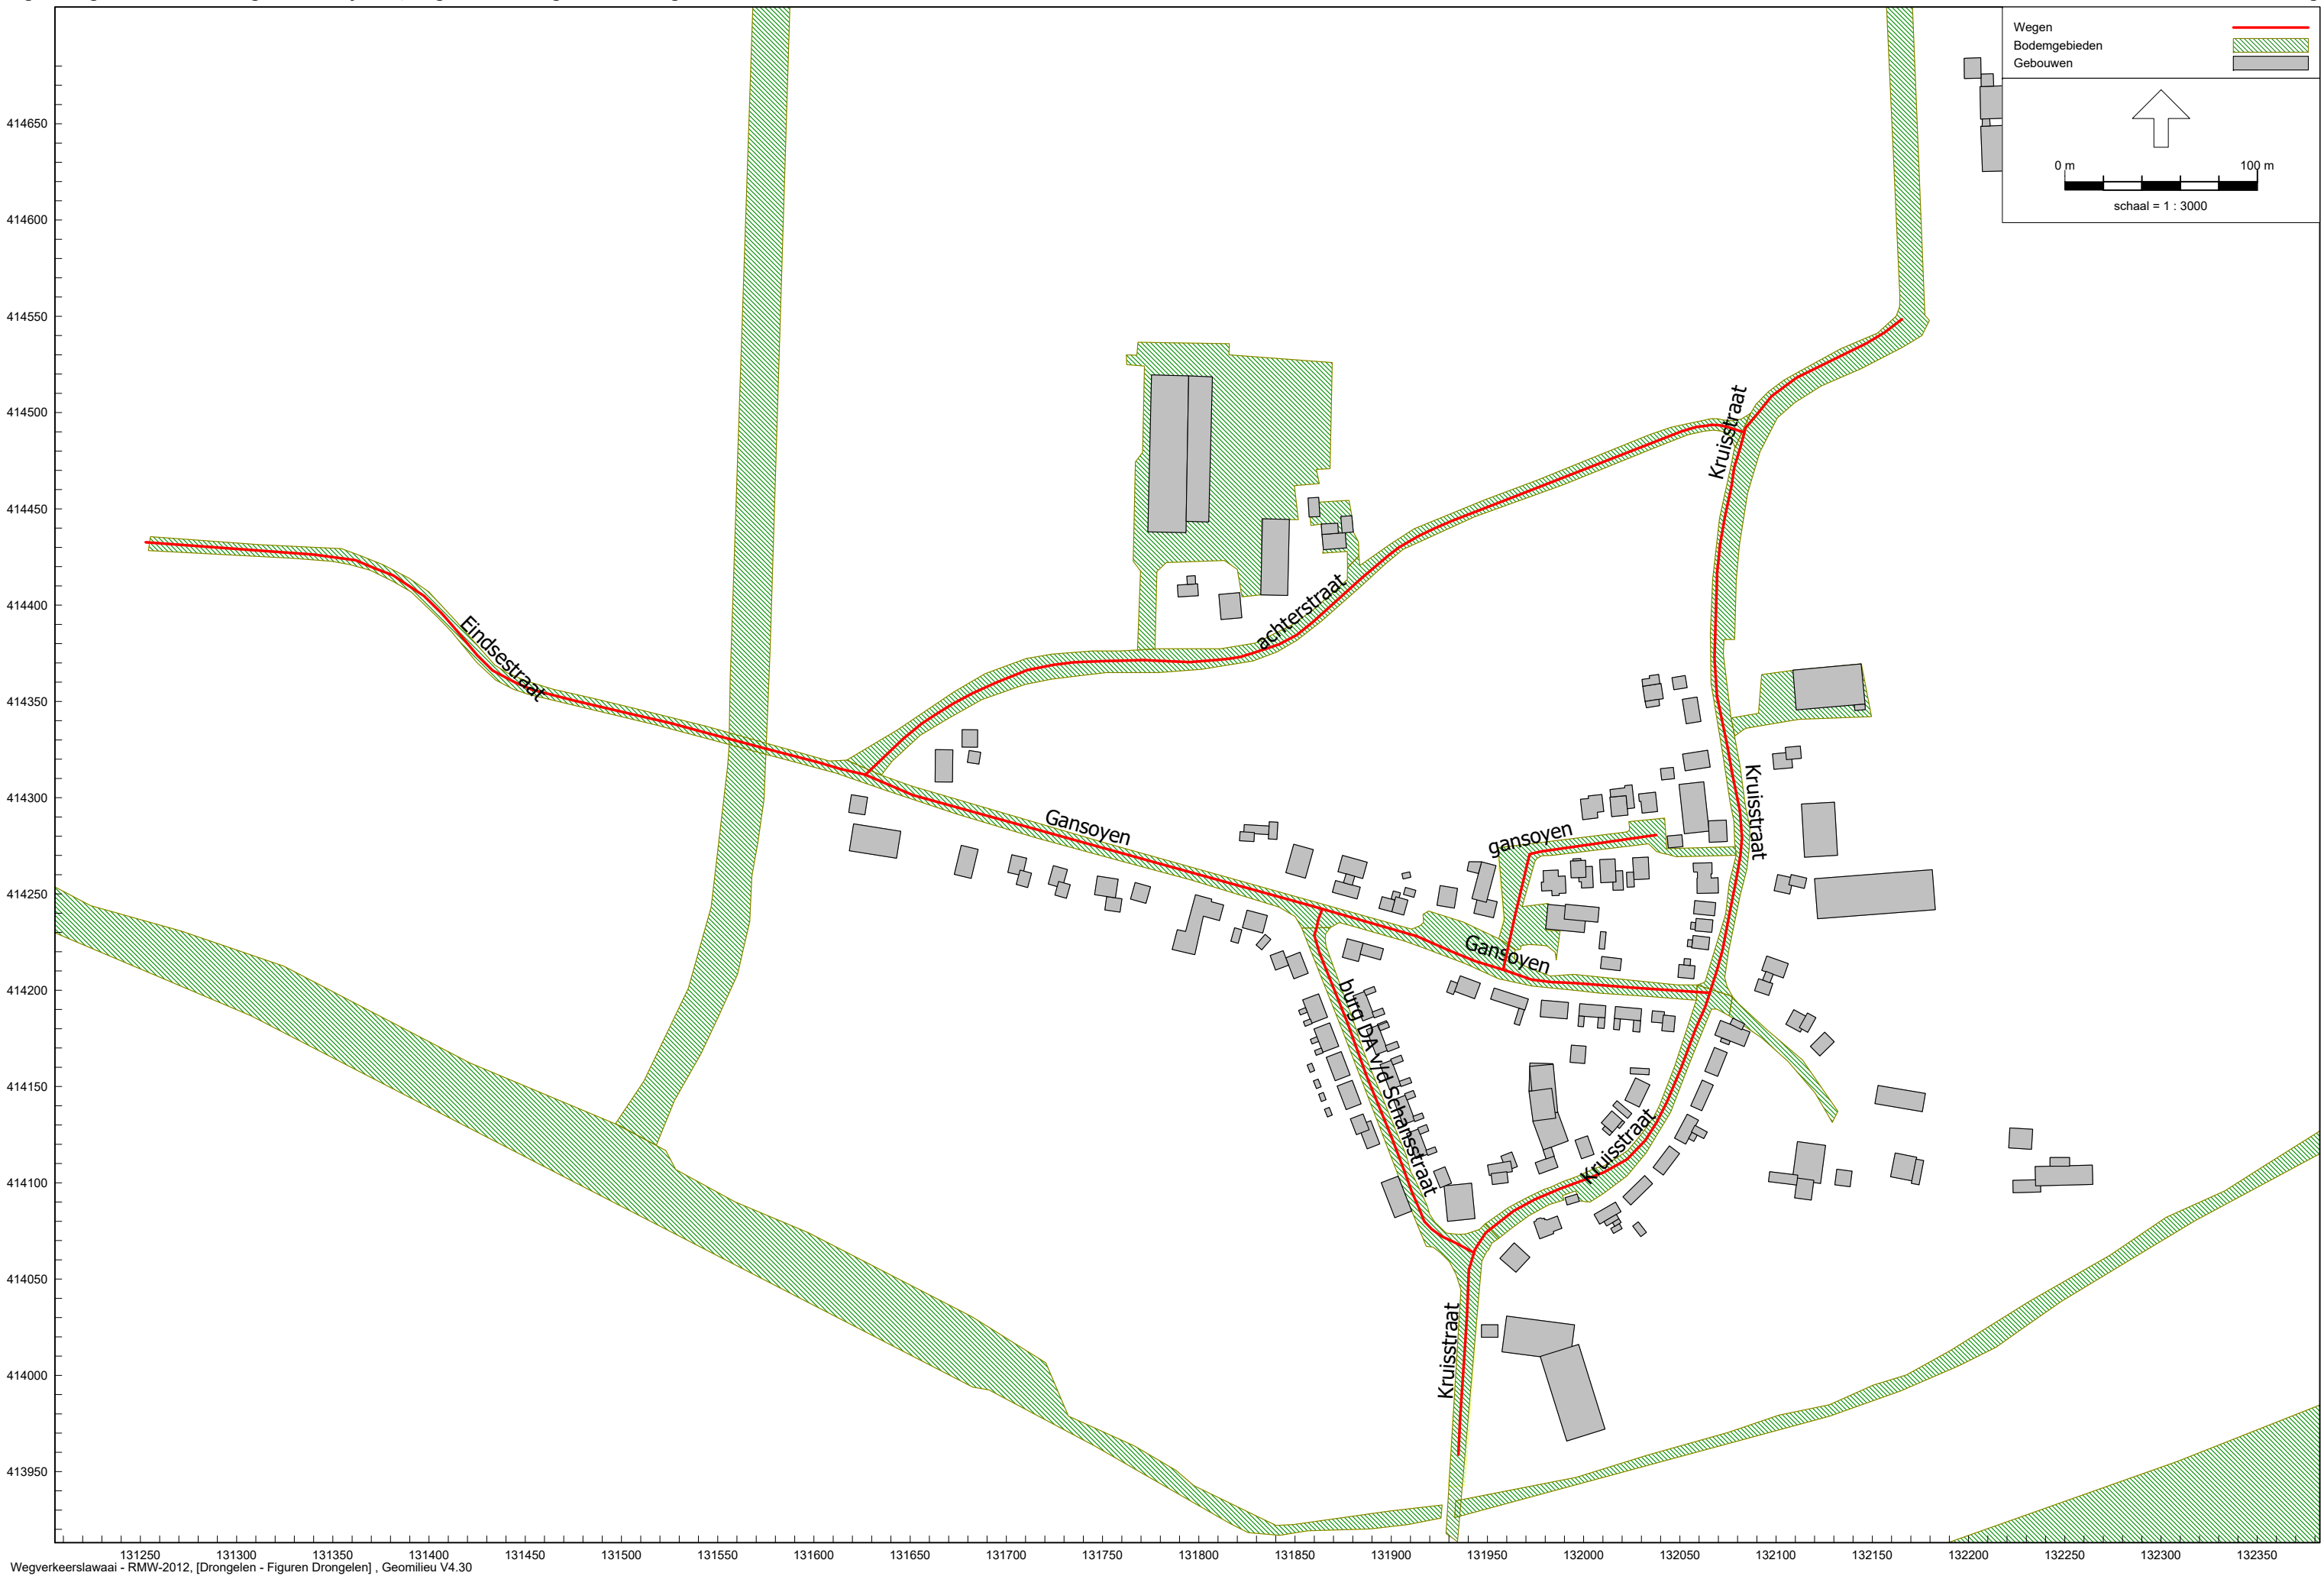 Wegen
Bodemgebieden
Gebouwen
0 m 100 m
schaal = 1 : 3000
414650
414600
414550
414500
414450
414400
414350
414300
414250
414200
414150
414100
414050
414000
413950
Kruisstraat
achterstraat
Eindsestraat
Kruisstraat
Gansoyen
gansoyen
Gansoyen
burg DA v/d Schansstraat
Kruisstraat
Kruisstraat
131250 131300 131350 131400 131450 131500 131550 131600 131650 131700 131750 131800 131850 131900 131950 132000 132050 132100 132150 132200 132250 132300 132350
Wegverkeerslawaai - RMW-2012, [Drongelen - Figuren Drongelen] , Geomilieu V4.30